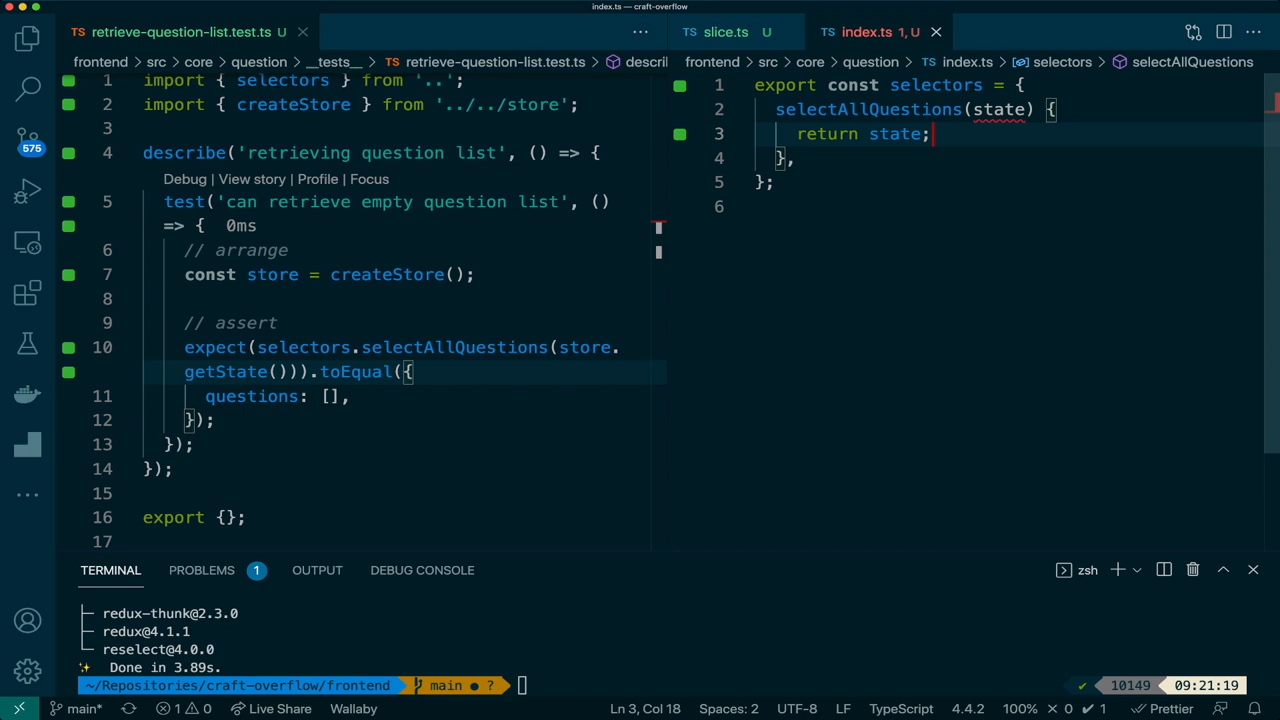 index.ts — craft-overflow
TS retrieve-question-list.test.ts U
TS slice.ts U
TS index.ts 1, U
frontend > src > core > question > __tests__ > TS retrieve-question-list.test.ts > descril
frontend > src > core > question > TS index.ts > selectors > selectAllQuestions
575
1 import { selectors } from '..';
2 import { createStore } from '../../store';
3
4 describe('retrieving question list', () => {
Debug | View story | Profile | Focus
5 test('can retrieve empty question list', ()
=> { 0ms
6 // arrange
7 const store = createStore();
8
9 // assert
10 expect(selectors.selectAllQuestions(store.
getState())).toEqual({
11 questions: [],
12 });
13 });
14 });
15
16 export {};
17
1 export const selectors = {
2 selectAllQuestions(state) {
3 return state;
4 },
5 };
6
TERMINAL PROBLEMS 1 OUTPUT DEBUG CONSOLE
zsh
├─ redux-thunk@2.3.0
├─ redux@4.1.1
└─ reselect@4.0.0
✨ Done in 3.89s.
~/Repositories/craft-overflow/frontend main ● ?
✔ 10149 09:21:19
main* 1 0 Live Share Wallaby Ln 3, Col 18 Spaces: 2 UTF-8 LF TypeScript 4.4.2 100% × 0 ✓ 1 Prettier